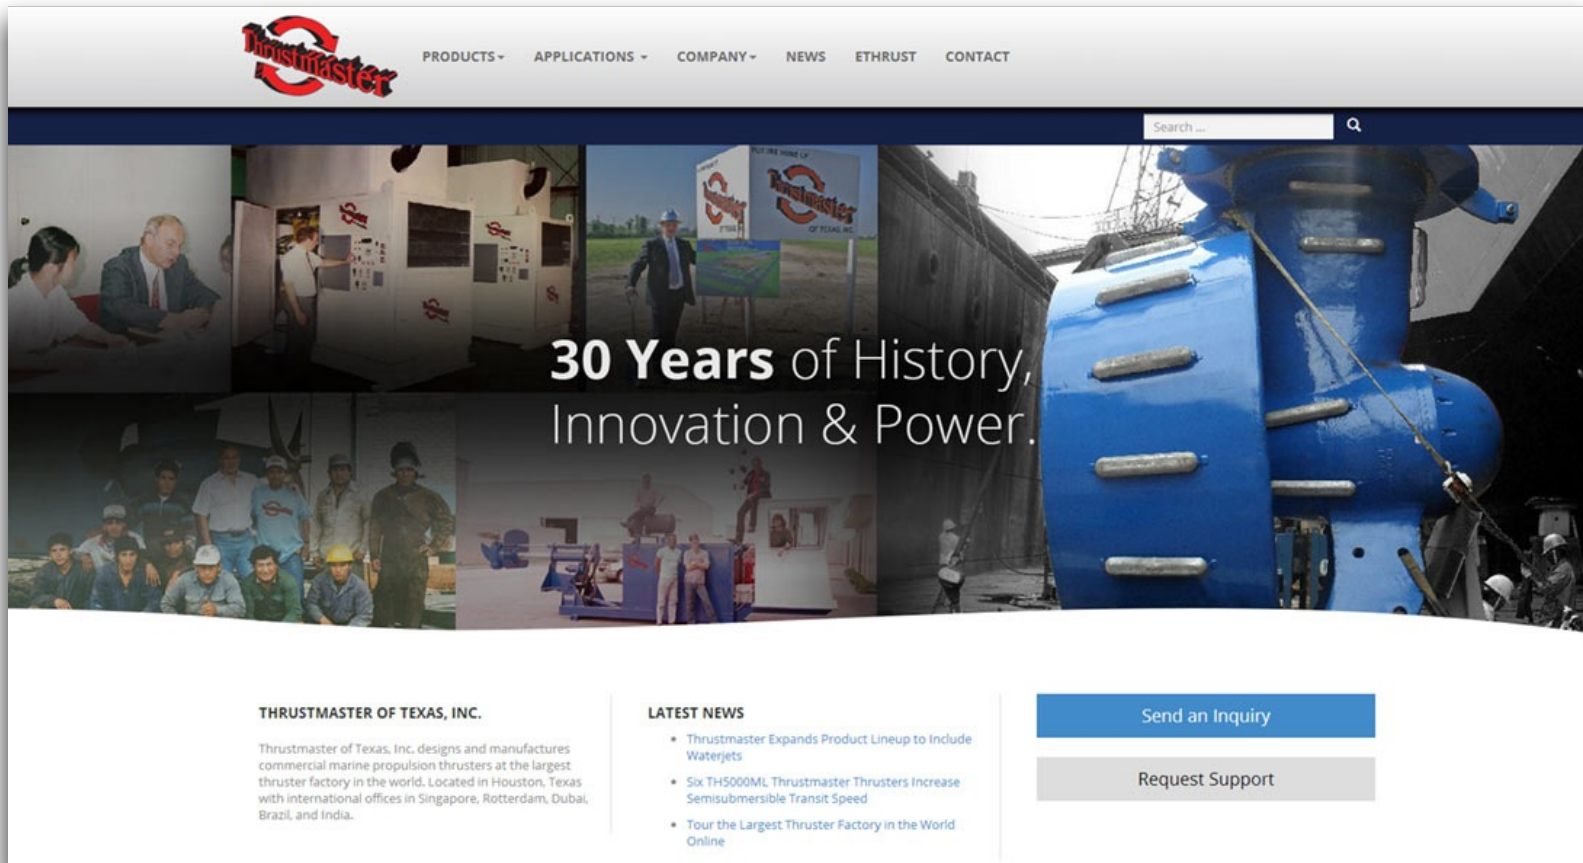 Thrustmaster
PRODUCTS
APPLICATIONS
COMPANY
NEWS
ETHRUST
CONTACT
Search ...
Thrustmaster
Thrustmaster
OF TEXAS, INC.
30 Years of History,
Innovation & Power.
THRUSTMASTER OF TEXAS, INC.
Thrustmaster of Texas, Inc. designs and manufactures
commercial marine propulsion thrusters at the largest
thruster factory in the world. Located in Houston, Texas
with international offices in Singapore, Rotterdam, Dubai,
Brazil, and India.
LATEST NEWS
Thrustmaster Expands Product Lineup to Include
Waterjets
Six TH5000ML Thrustmaster Thrusters Increase
Semisubmersible Transit Speed
Tour the Largest Thruster Factory in the World
Online
Send an Inquiry
Request Support